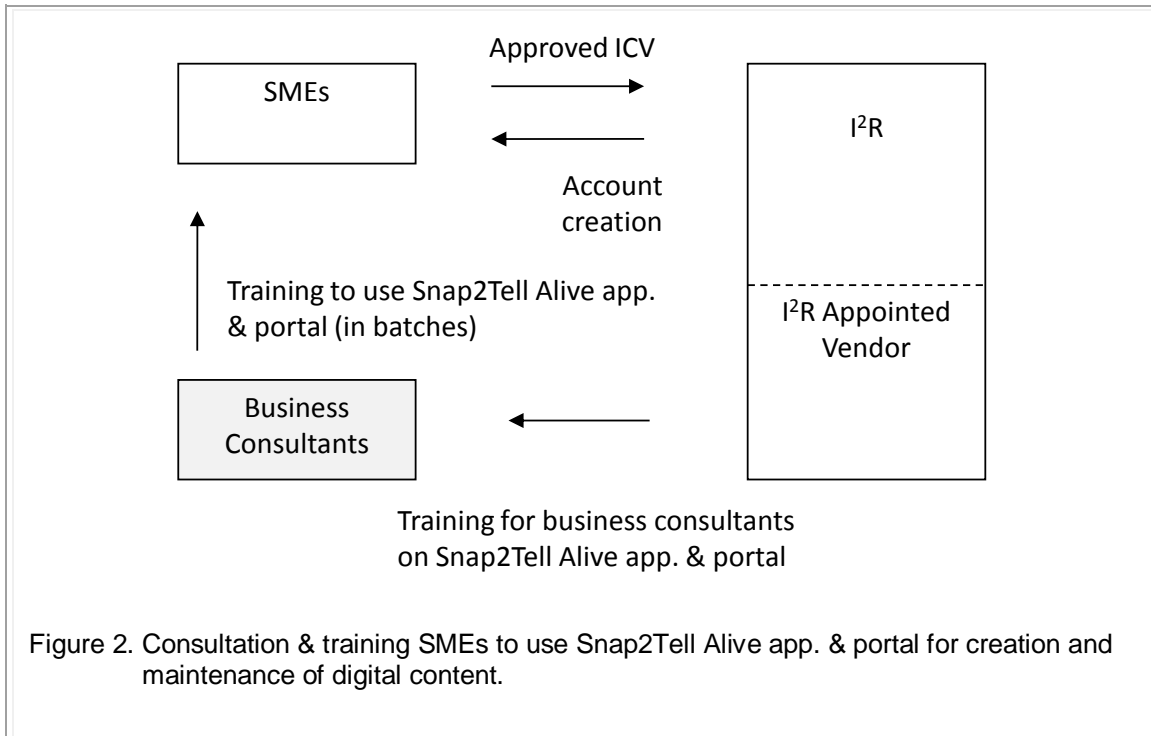 Approved ICV
SMEs
I²R
Account
creation
Training to use Snap2Tell Alive app.
& portal (in batches)
I²R Appointed
Vendor
Business
Consultants
Training for business consultants
on Snap2Tell Alive app. & portal
Figure 2. Consultation & training SMEs to use Snap2Tell Alive app. & portal for creation and
maintenance of digital content.